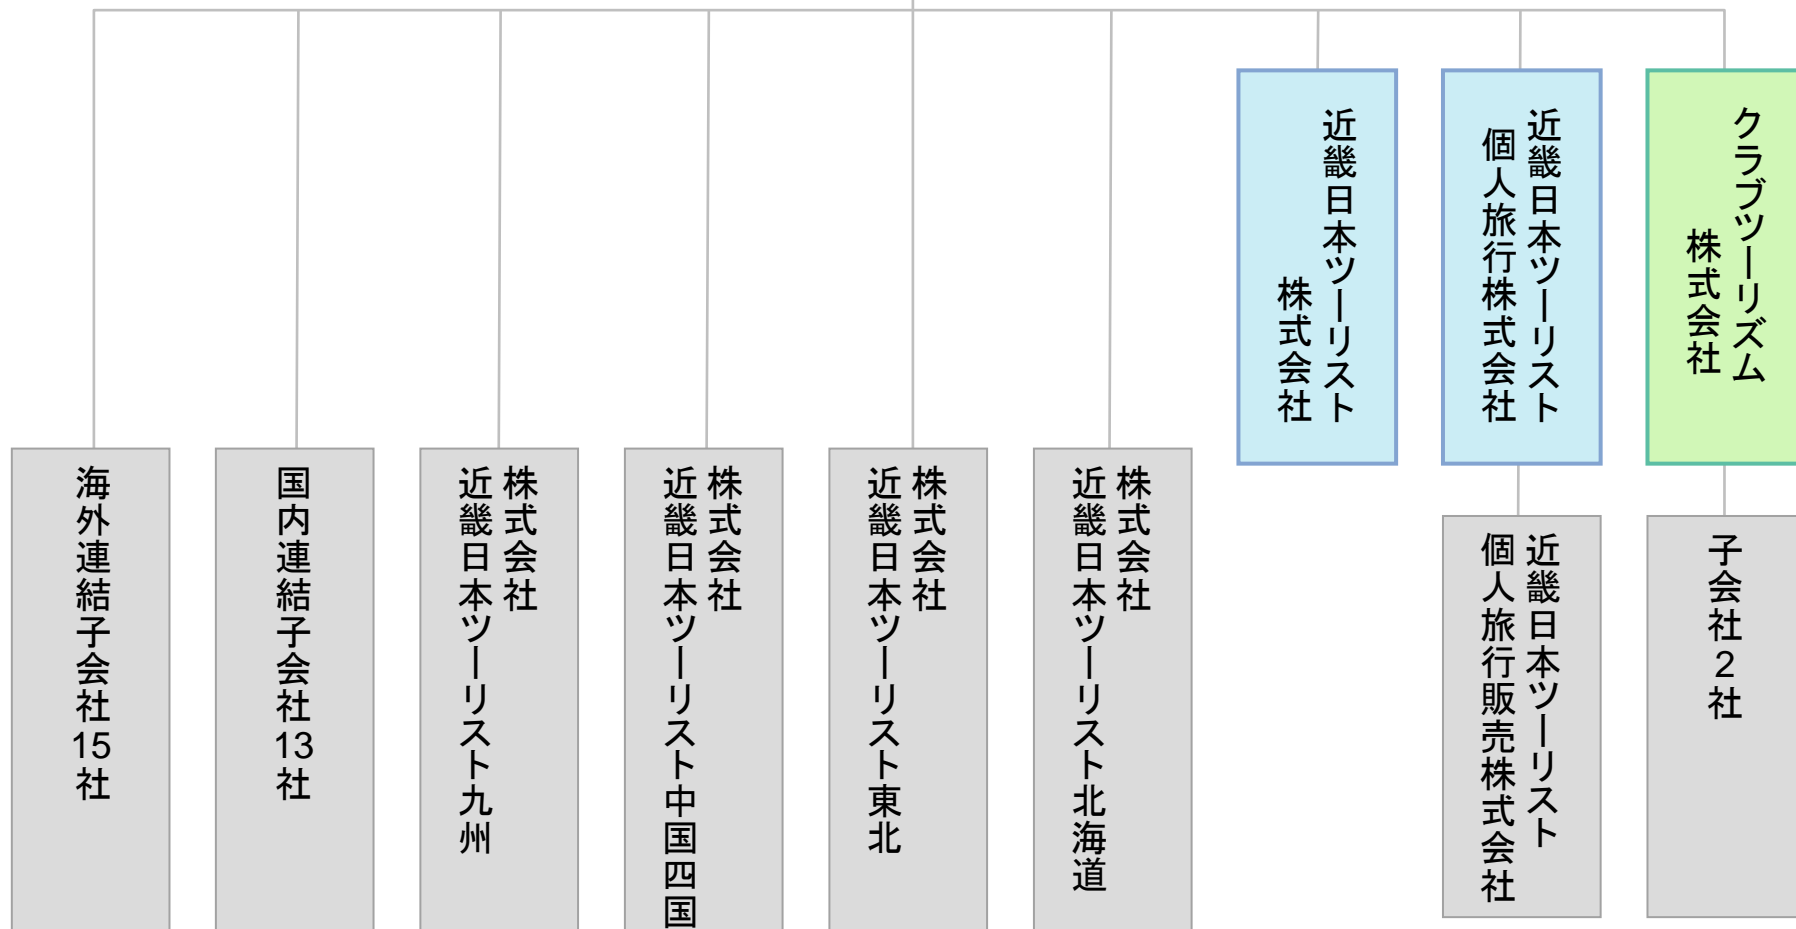 クラブツーリズム
株式会社
近畿日本ツーリスト
個人旅行株式会社
近畿日本ツーリスト
株式会社
子会社2社
近畿日本ツーリスト
個人旅行販売株式会社
株式会社
近畿日本ツーリスト北海道
株式会社
近畿日本ツーリスト東北
株式会社
近畿日本ツーリスト中国四国
株式会社
近畿日本ツーリスト九州
国内連結子会社13社
海外連結子会社15社